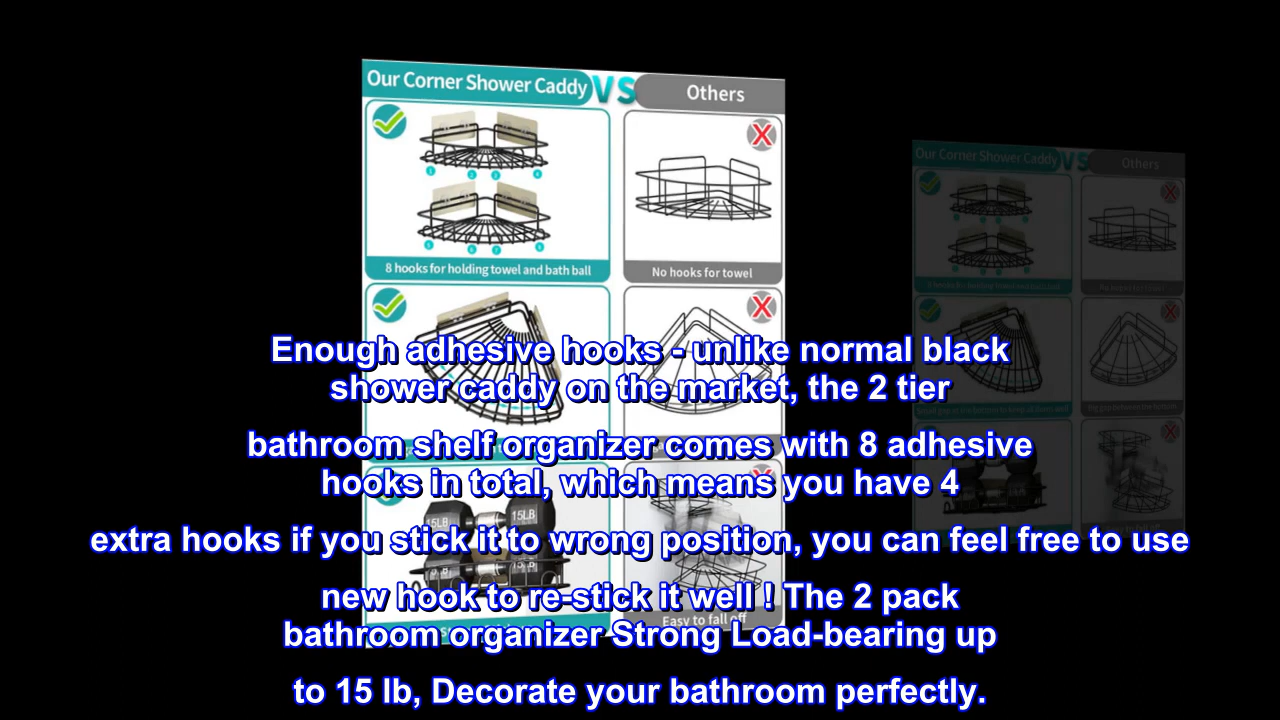 Our Corner Shower Caddy VS Others
8 hooks for holding towel and bath ball
No hooks for towel
Enough adhesive hooks - unlike normal black
shower caddy on the market, the 2 tier
bathroom shelf organizer comes with 8 adhesive
hooks in total, which means you have 4
extra hooks if you stick it to wrong position, you can feel free to use
new hook to re-stick it well ! The 2 pack
bathroom organizer Strong Load-bearing up
to 15 lb, Decorate your bathroom perfectly.
15LB
15LB
Easy to fall off
Our Corner Shower Caddy VS Others